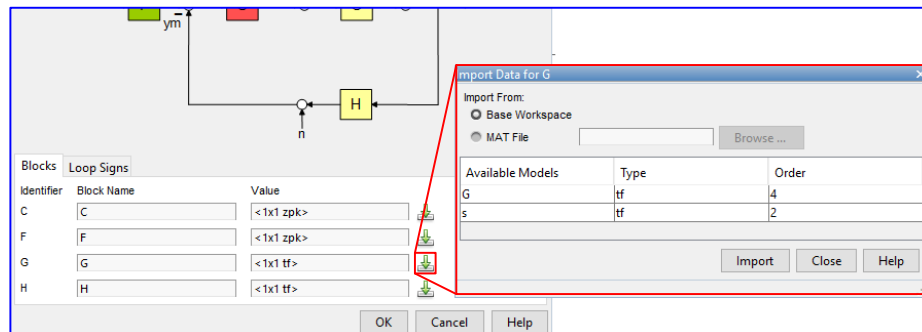 ym
H
n
Import Data for G
Import From:
Base Workspace
MAT File
Browse ...
Available Models Type Order
G tf 4
s tf 2
Import Close Help
Blocks Loop Signs
Identifier Block Name Value
C C <1x1 zpk>
F F <1x1 zpk>
G G <1x1 tf>
H H <1x1 tf>
OK Cancel Help